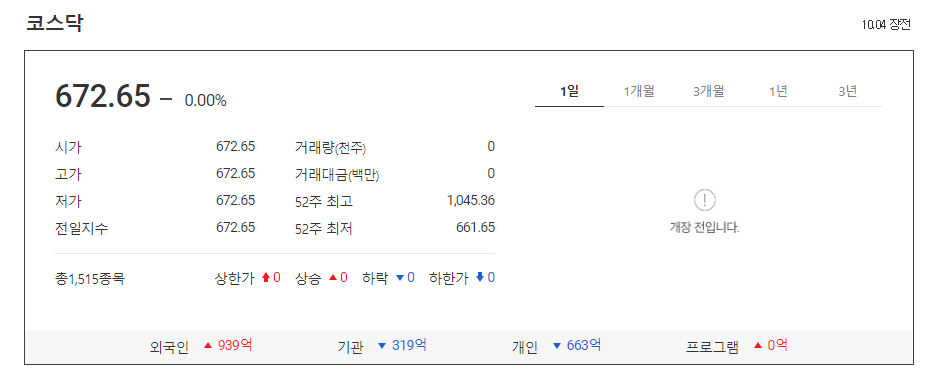 코스닥
10.04 장전
672.65 0.00%
1일 1개월 3개월 1년 3년
시가 672.65 거래량(천주) 0
고가 672.65 거래대금(백만) 0
저가 672.65 52주 최고 1,045.36
전일지수 672.65 52주 최저 661.65
개장 전입니다.
총1,515종목 상한가 0 상승 0 하락 0 하한가 0
외국인 939억 기관 319억 개인 663억 프로그램 0억